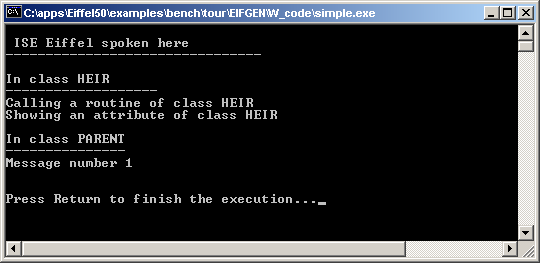 C:\apps\Eiffel50\examples\bench\tour\EIFGEN\W_code\simple.exe
ISE Eiffel spoken here
--------------------------------
In class HEIR
-------------------
Calling a routine of class HEIR
Showing an attribute of class HEIR
In class PARENT
---------------
Message number 1
Press Return to finish the execution..._